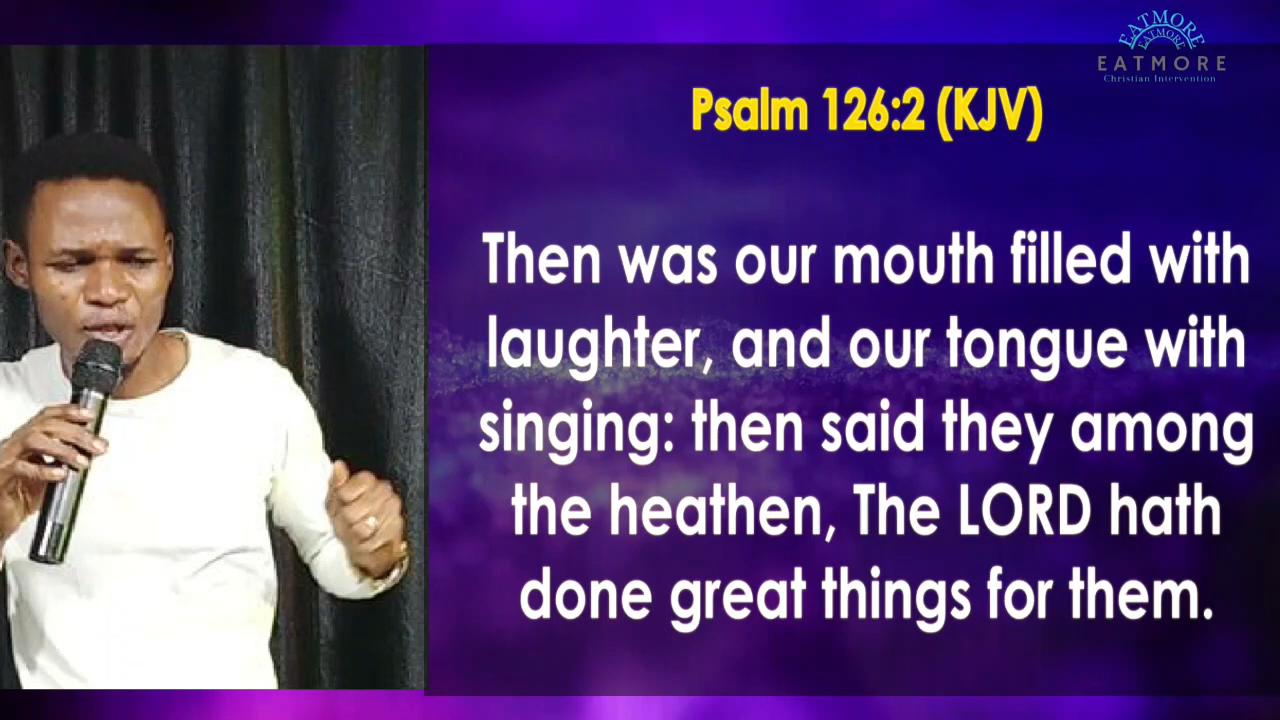 EATMORE
EATMORE
EATMORE
Christian Intervention
Psalm 126:2 (KJV)
Then was our mouth filled with
laughter, and our tongue with
singing: then said they among
the heathen, The LORD hath
done great things for them.